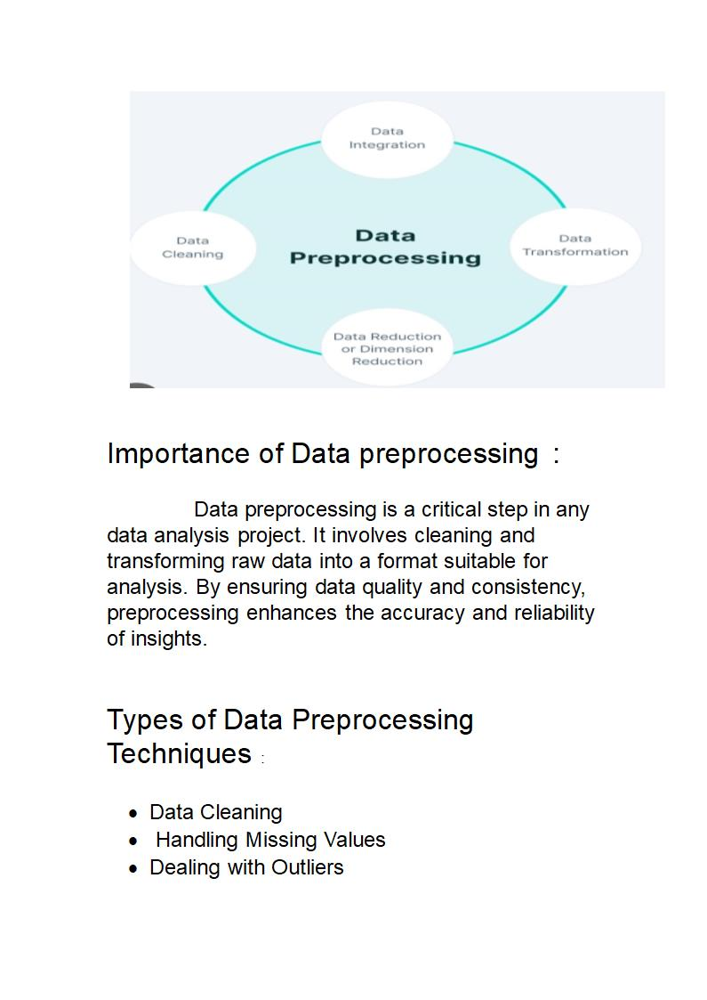 Data
Integration
Data
Cleaning
Data
Preprocessing
Data
Transformation
Data Reduction
or Dimension
Reduction
Importance of Data preprocessing :
Data preprocessing is a critical step in any
data analysis project. It involves cleaning and
transforming raw data into a format suitable for
analysis. By ensuring data quality and consistency,
preprocessing enhances the accuracy and reliability
of insights.
Types of Data Preprocessing
Techniques :
• Data Cleaning
• Handling Missing Values
• Dealing with Outliers